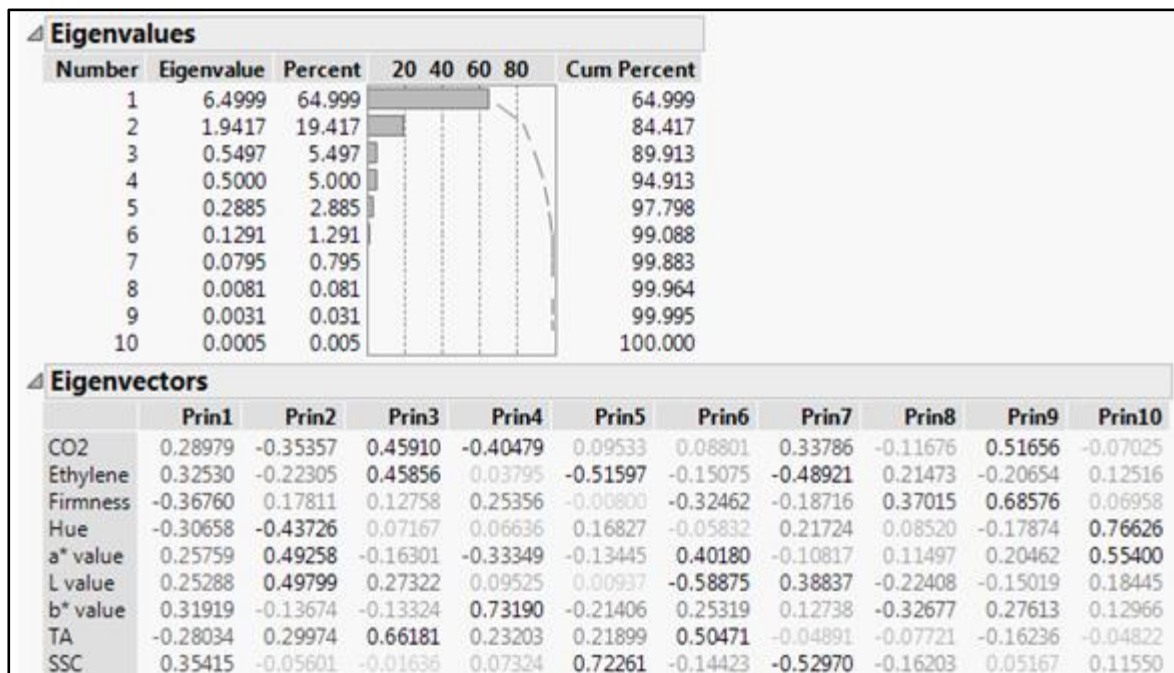 Eigenvalues
Number Eigenvalue Percent 20 40 60 80 Cum Percent
1 6.4999 64.999 64.999
2 1.9417 19.417 84.417
3 0.5497 5.497 89.913
4 0.5000 5.000 94.913
5 0.2885 2.885 97.798
6 0.1291 1.291 99.088
7 0.0795 0.795 99.883
8 0.0081 0.081 99.964
9 0.0031 0.031 99.995
10 0.0005 0.005 100.000
Eigenvectors
Prin1 Prin2 Prin3 Prin4 Prin5 Prin6 Prin7 Prin8 Prin9 Prin10
CO2 0.28979 -0.35357 0.45910 -0.40479 0.09533 0.08801 0.33786 -0.11676 0.51656 -0.07025
Ethylene 0.32530 -0.22305 0.45856 0.03795 -0.51597 -0.15075 -0.48921 0.21473 -0.20654 0.12516
Firmness -0.36760 0.17811 0.12758 0.25356 -0.00800 -0.32462 -0.18716 0.37015 0.68576 0.06958
Hue -0.30658 -0.43726 0.07167 0.06636 0.16827 -0.05832 0.21724 0.08520 -0.17874 0.76626
a* value 0.25759 0.49258 -0.16301 -0.33349 -0.13445 0.40180 -0.10817 0.11497 0.20462 0.55400
L value 0.25288 0.49799 0.27322 0.09525 0.00937 -0.58875 0.38837 -0.22408 -0.15019 0.18445
b* value 0.31919 -0.13674 -0.13324 0.73190 -0.21406 0.25319 0.12738 -0.32677 0.27613 0.12966
TA -0.28034 0.29974 0.66181 0.23203 0.21899 0.50471 -0.04891 -0.07721 -0.16236 -0.04822
SSC 0.35415 -0.05601 -0.01636 0.07324 0.72261 -0.14423 -0.52970 -0.16203 0.05167 0.11550